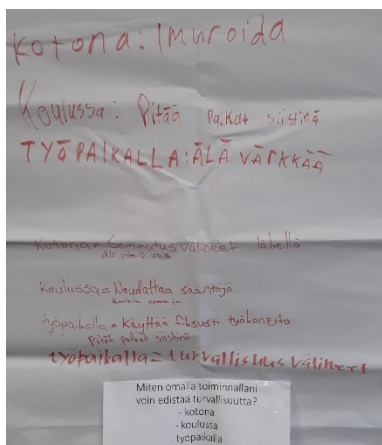 Kotona: Imuroida
Koulussa: Pitää paikat siistinä
TYÖPAIKALLA: ÄLÄ VÄRKKÄÄ
Kotona = Sammutus välineet lähellä
Koulussa = Noudattaa sääntöjä
työpaikalla = Käyttää fiksusti työkoneita
Pitää paikat siistinä
työpaikalla = turvallisuus välineet
Miten omalla toiminnallani
voin edistää turvallisuutta?
- kotona
- koulussa
- työpaikalla